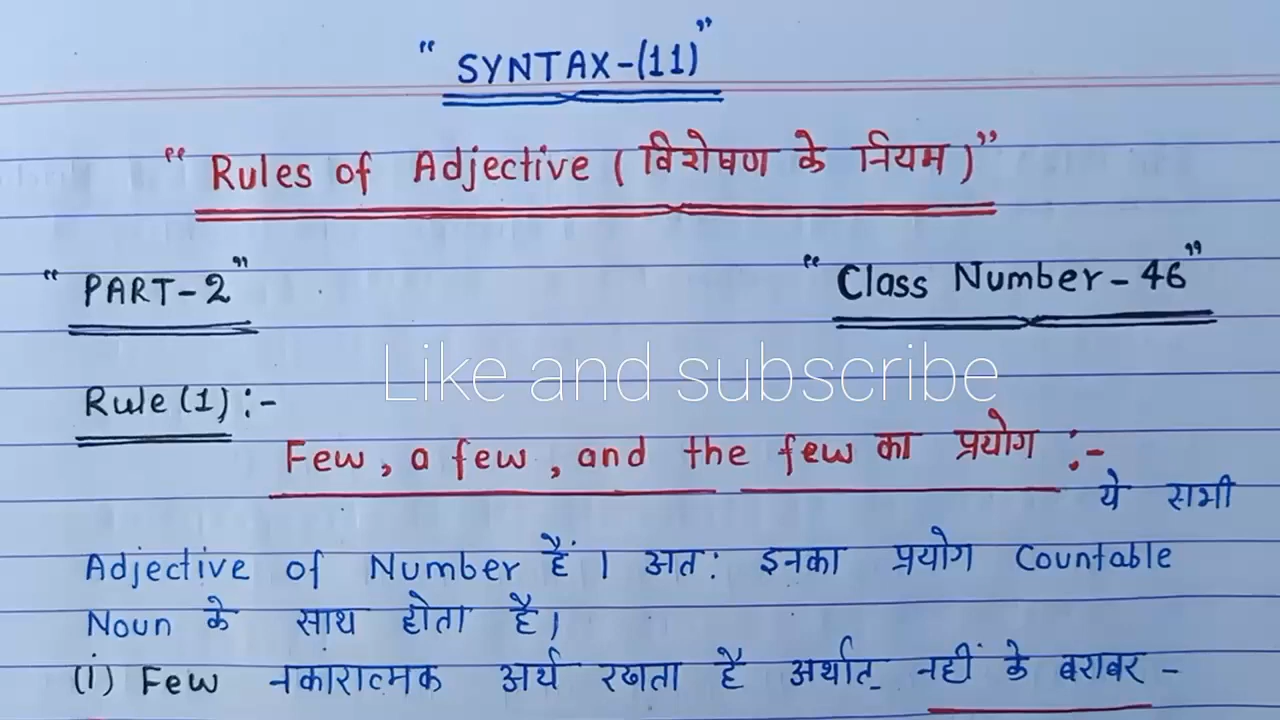 " SYNTAX-(11)"
" Rules of Adjective (विशेषण के नियम)"
" PART-2"
" Class Number-46"
Like and subscribe
Rule (1) :-
Few, a few, and the few का प्रयोग :-
ये सभी
Adjective of Number हैं। अतः इनका प्रयोग Countable
Noun के साथ होता है।
(i) Few नकारात्मक अर्थ रखता है अर्थात् नहीं के बराबर -